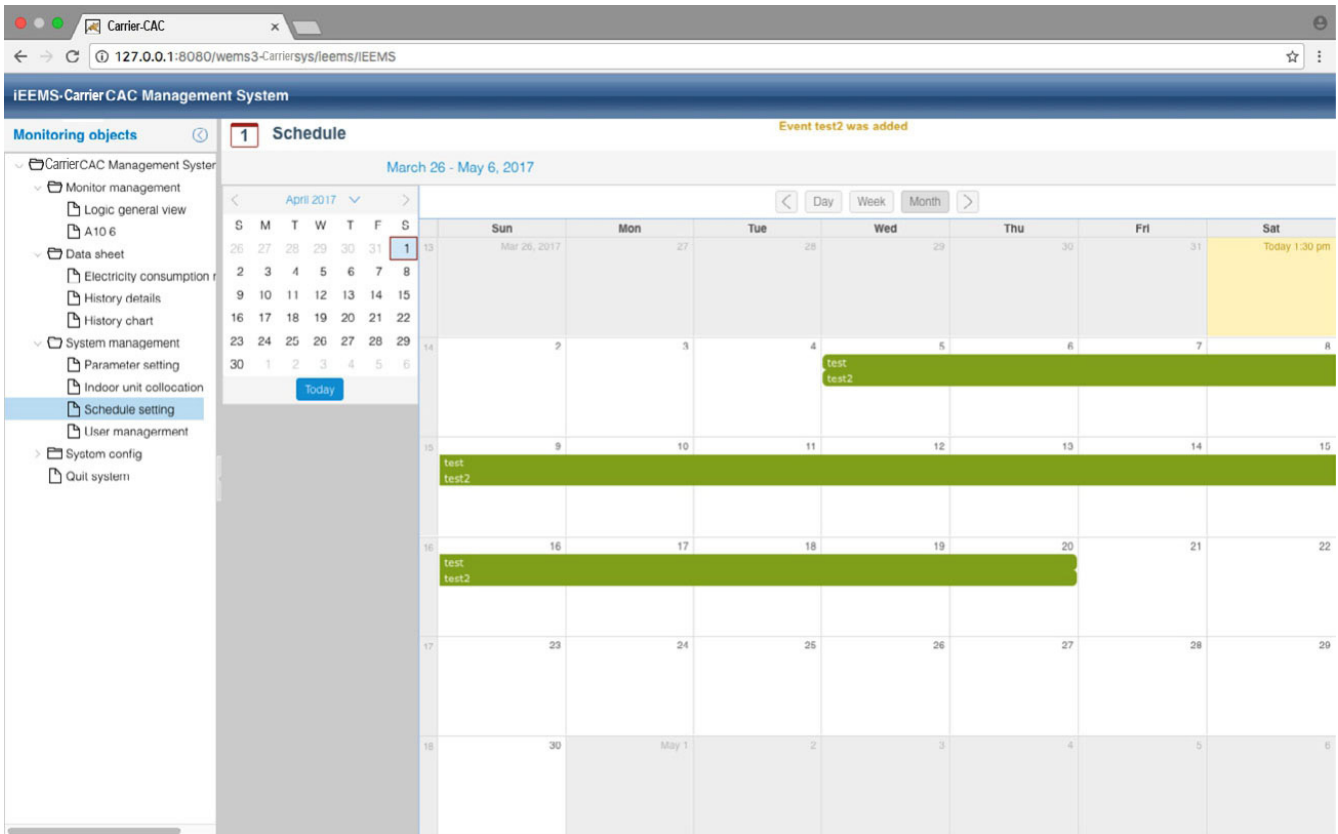 Carrier-CAC
127.0.0.1:8080/wems3-Carriersys/ieems/IEEMS
iEEMS-Carrier CAC Management System
Monitoring objects
1 Schedule
Event test2 was added
March 26 - May 6, 2017
CarrierCAC Management Syster
Monitor management
Logic general view
A10 6
Data sheet
Electricity consumption r
History details
History chart
System management
Parameter setting
Indoor unit collocation
Schedule setting
User managerment
System config
Quit system
April 2017
S M T W T F S
26 27 28 29 30 31 1
2 3 4 5 6 7 8
9 10 11 12 13 14 15
16 17 18 19 20 21 22
23 24 25 26 27 28 29
30 1 2 3 4 5 6
Today
Day Week Month
Sun Mon Tue Wed Thu Fri Sat
13 Mar 26, 2017 27 28 29 30 31 Today 1:30 pm
14 2 3 4 5 6 7 8
test
test2
15 9 10 11 12 13 14 15
test
test2
16 16 17 18 19 20 21 22
test
test2
17 23 24 25 26 27 28 29
18 30 May 1 2 3 4 5 6